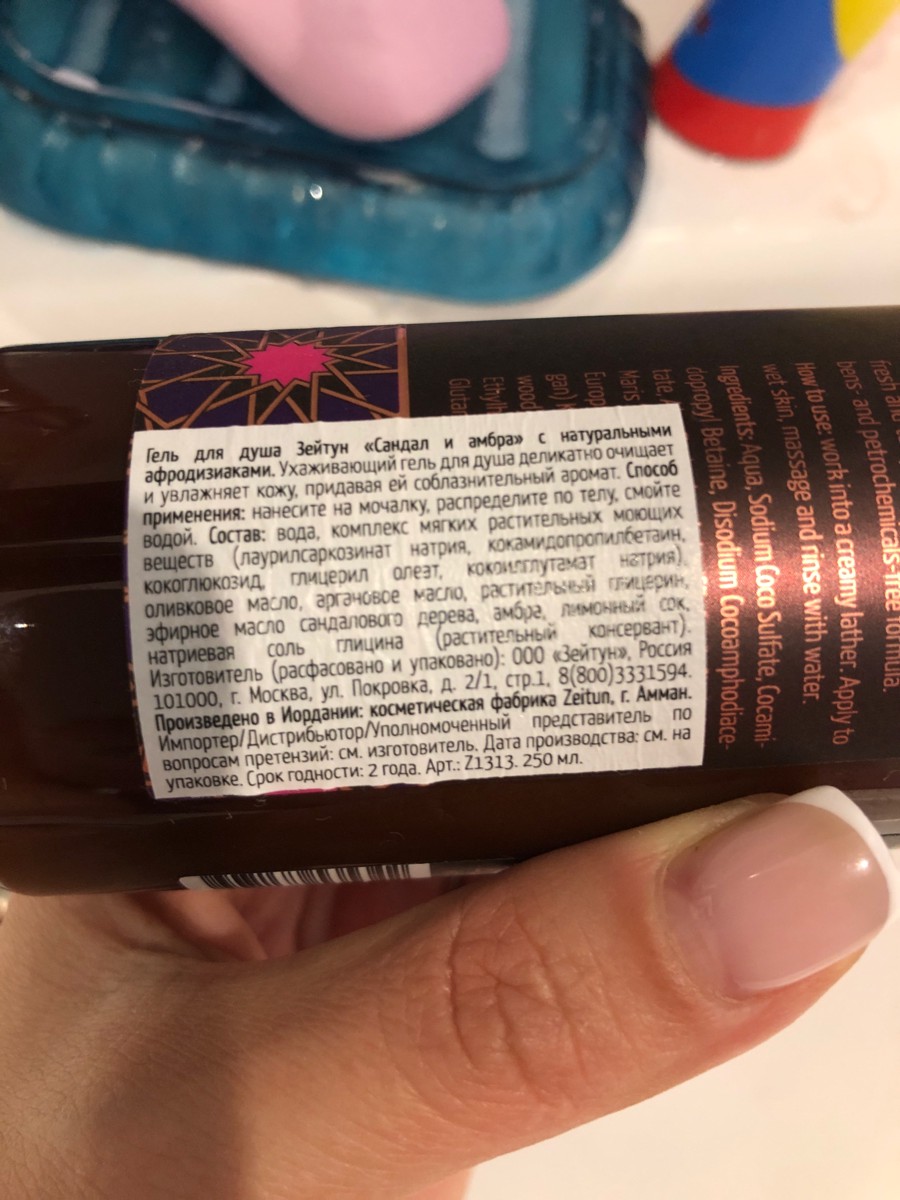 Гель для душа Зейтун «Сандал и амбра» с натуральными
афродизиаками. Ухаживающий гель для душа деликатно очищает
и увлажняет кожу, придавая ей соблазнительный аромат. Способ
применения: нанесите на мочалку, распределите по телу, смойте
водой. Состав: вода, комплекс мягких растительных моющих
веществ (лаурилсаркозинат натрия, кокамидопропилбетаин,
кокоглюкозид, глицерил олеат, кокоилглутамат натрия),
оливковое масло, аргановое масло, растительный глицерин,
эфирное масло сандалового дерева, амбра, лимонный сок,
натриевая соль глицина (растительный консервант).
Изготовитель (расфасовано и упаковано): ООО «Зейтун», Россия
101000, г. Москва, ул. Покровка, д. 2/1, стр.1, 8(800)3331594.
Произведено в Иордании: косметическая фабрика Zeitun, г. Амман.
Импортер/Дистрибьютор/Уполномоченный представитель по
вопросам претензий: см. изготовитель. Дата производства: см. на
упаковке. Срок годности: 2 года. Арт.: Z1313. 250 мл.
fresh and
bens- and petrochemicals-free formula.
How to use: work into a creamy lather. Apply to
wet skin, massage and rinse with water.
Ingredients: Aqua, Sodium Coco Sulfate, Cocami-
dopropyl Betaine, Disodium Cocoamphodiace-
tate,
Europ
gan)
wood
Ethylh
Glutam